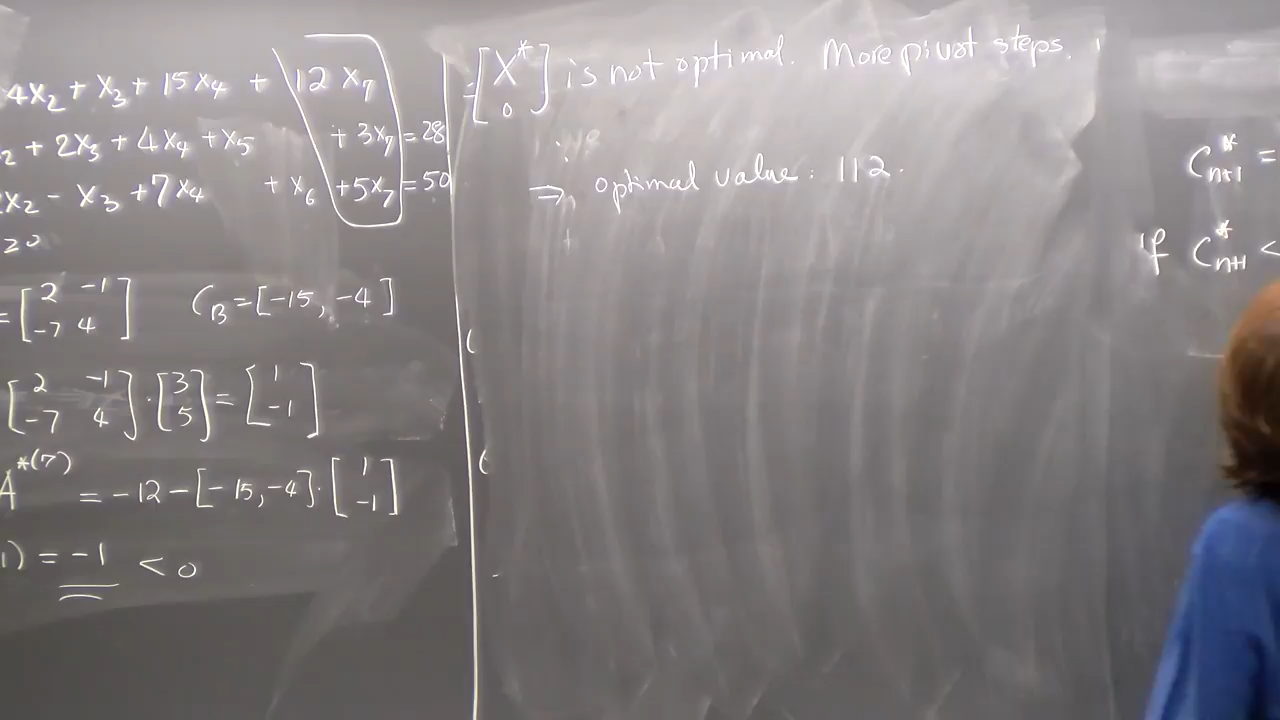 4x₂ + x₃ + 15x₄ + 12x₇
₂ + 2x₃ + 4x₄ + x₅ + 3x₇ = 28
x₂ - x₃ + 7x₄ + x₆ + 5x₇ = 50
≥0
= [2 -1; -7 4] C_B = [-15, -4]
[2 -1; -7 4] · [3; 5] = [1; -1]
A*⁽⁷⁾ = -12 - [-15, -4] · [1; -1]
1) = -1 < 0
[X*; 0] is not optimal. More pivot steps.
⇒ optimal value: 112.
C*ₙ₊₁ =
if C*ₙ₊₁ <